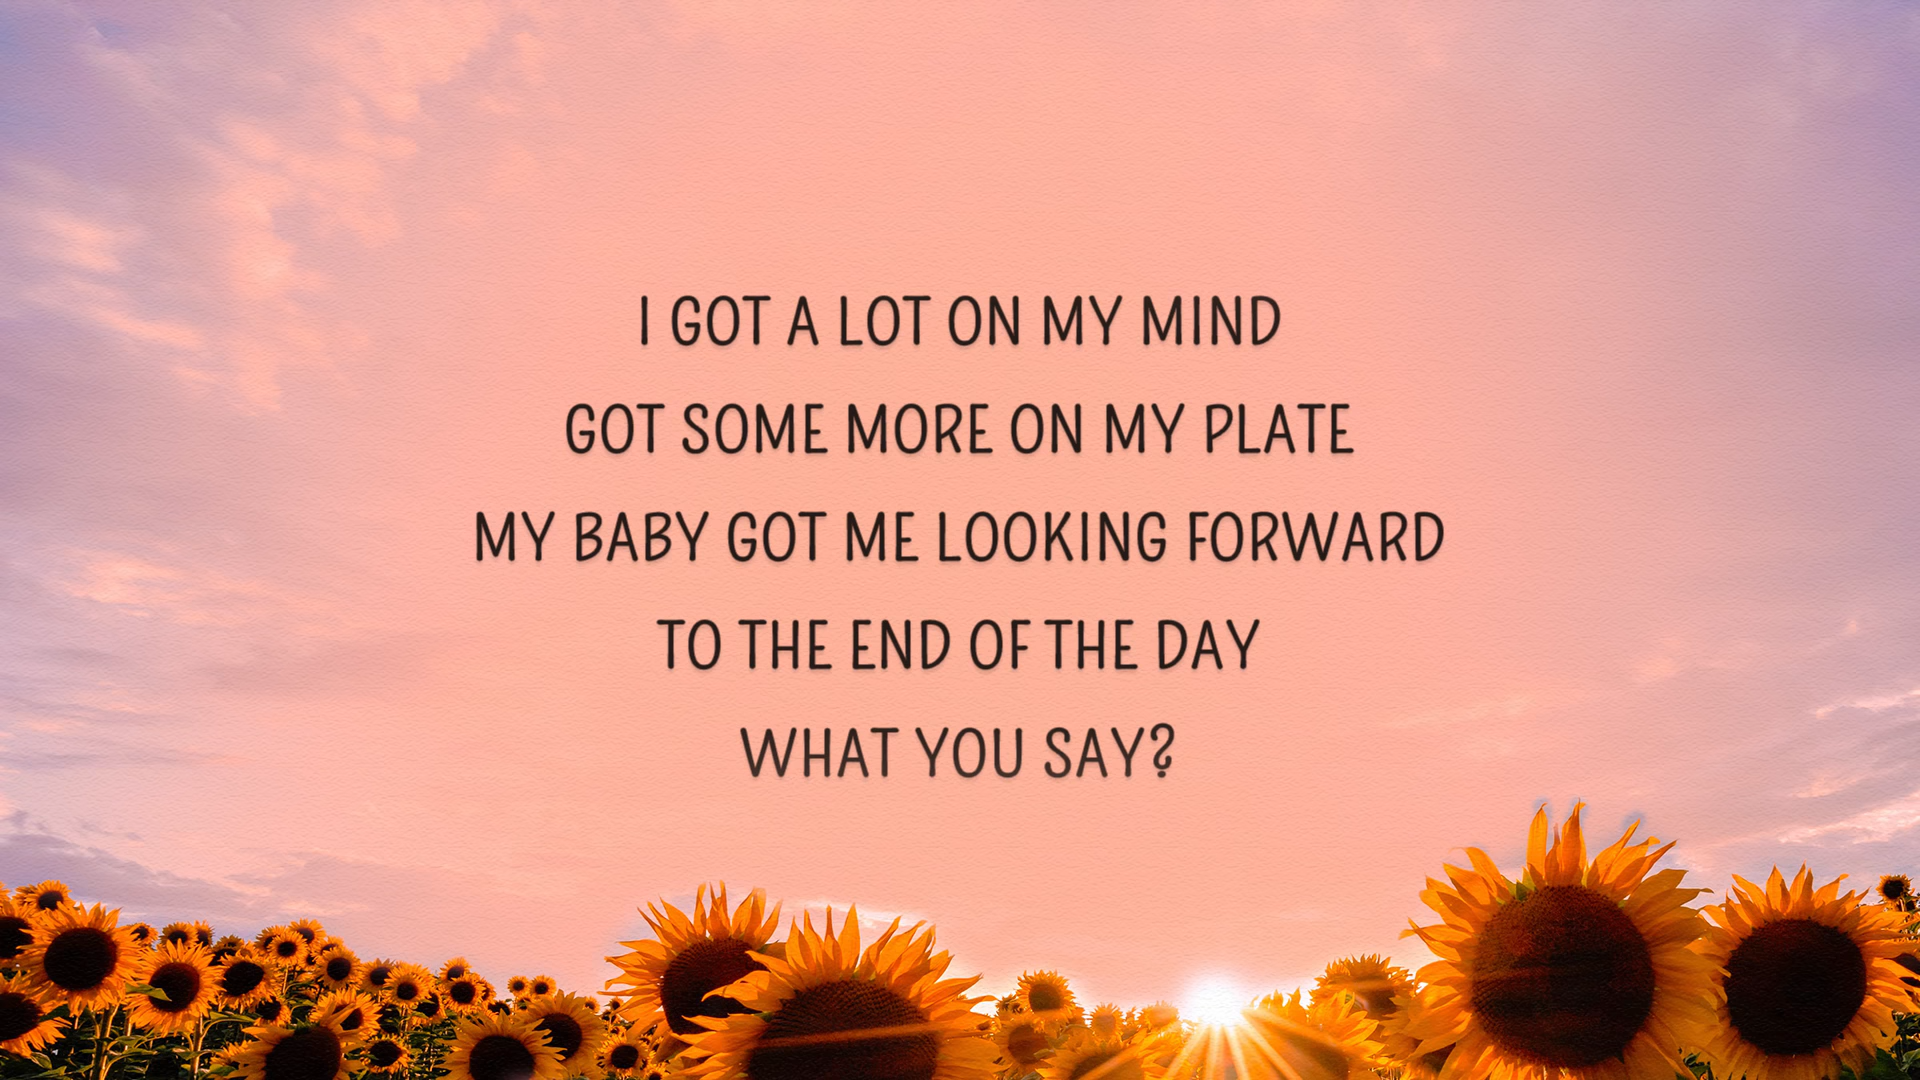 I GOT A LOT ON MY MIND
GOT SOME MORE ON MY PLATE
MY BABY GOT ME LOOKING FORWARD
TO THE END OF THE DAY
WHAT YOU SAY?